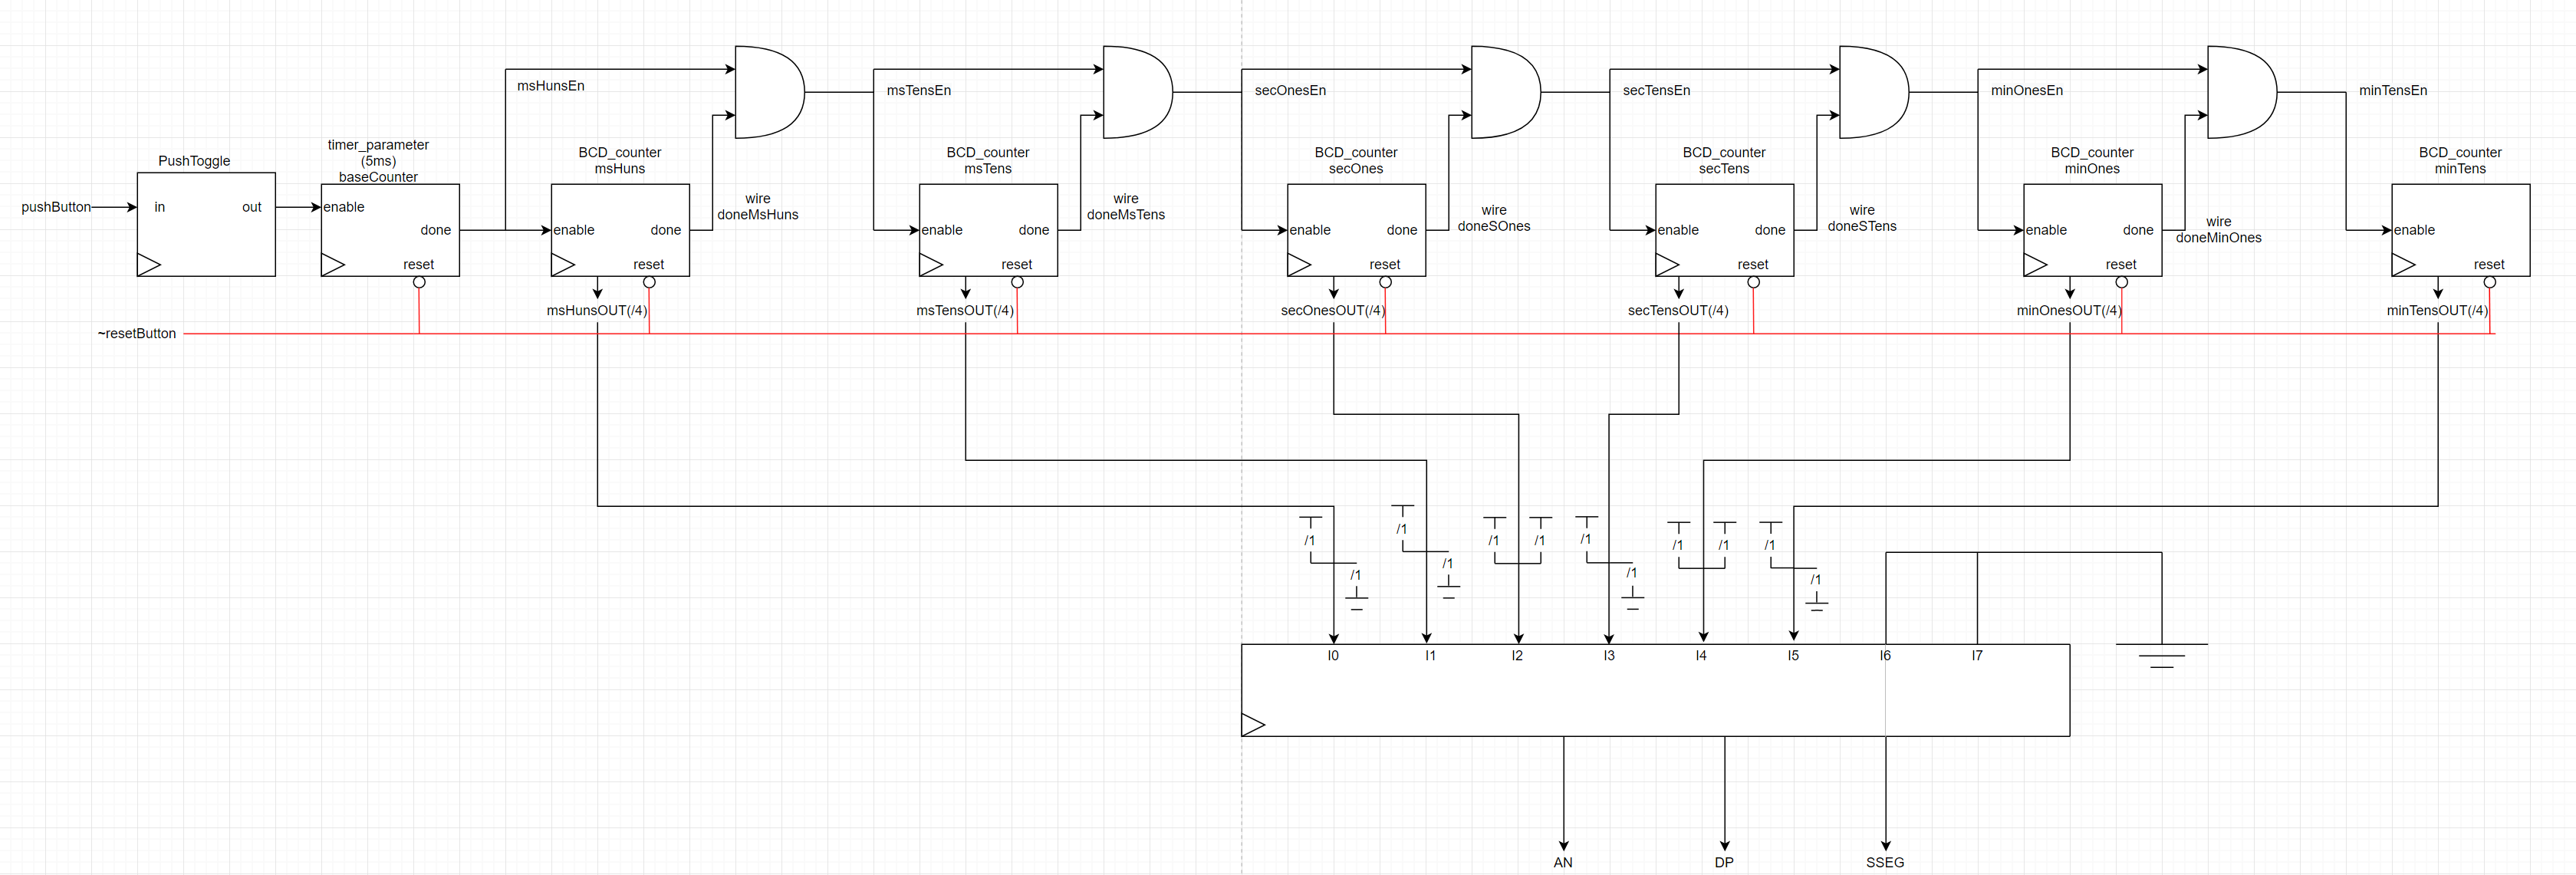 msHunsEn
msTensEn
secOnesEn
secTensEn
minOnesEn
minTensEn
PushToggle
timer_parameter
(5ms)
baseCounter
BCD_counter
msHuns
BCD_counter
msTens
BCD_counter
secOnes
BCD_counter
secTens
BCD_counter
minOnes
BCD_counter
minTens
pushButton
in
out
enable
done
reset
enable
done
reset
wire
doneMsHuns
enable
done
reset
wire
doneMsTens
enable
done
reset
wire
doneSOnes
enable
done
reset
wire
doneSTens
enable
done
reset
wire
doneMinOnes
enable
reset
msHunsOUT(/4)
msTensOUT(/4)
secOnesOUT(/4)
secTensOUT(/4)
minOnesOUT(/4)
minTensOUT(/4)
~resetButton
/1
/1
/1
/1
/1
/1
/1
/1
/1
/1
/1
/1
I0
I1
I2
I3
I4
I5
I6
I7
AN
DP
SSEG